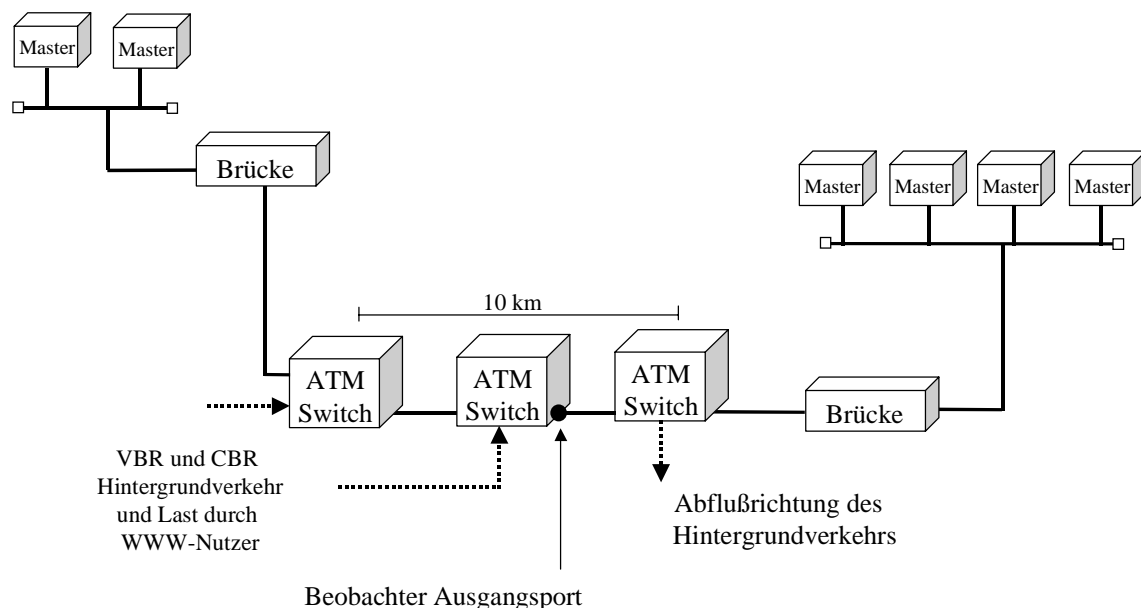 Master
Master
Brücke
Master
Master
Master
Master
10 km
ATM
Switch
ATM
Switch
ATM
Switch
Brücke
VBR und CBR
Hintergrundverkehr
und Last durch
WWW-Nutzer
Abflußrichtung des
Hintergrundverkehrs
Beobachter Ausgangsport